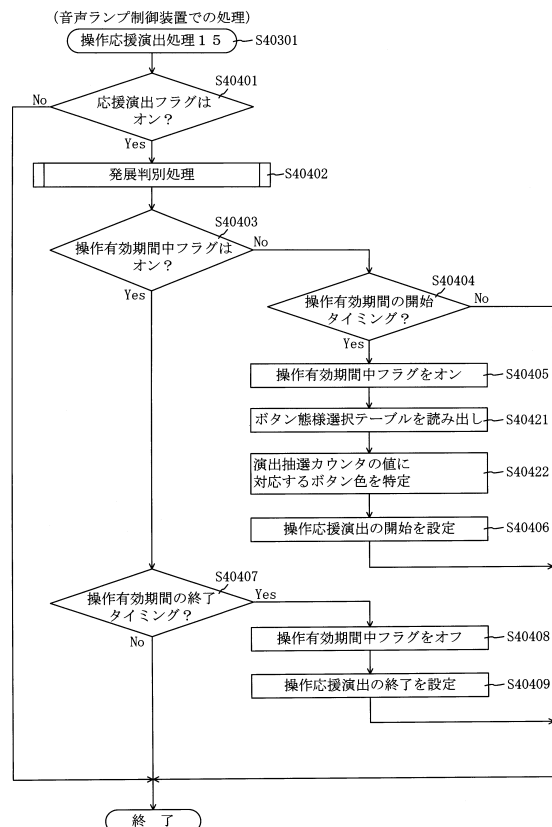 (音声ランプ制御装置での処理)
操作応援演出処理15
S40301
S40401
応援演出フラグは
オン?
No
Yes
発展判別処理
S40402
S40403
操作有効期間中フラグは
オン?
No
Yes
S40404
操作有効期間の開始
タイミング?
No
Yes
操作有効期間中フラグをオン
S40405
ボタン態様選択テーブルを読み出し
S40421
演出抽選カウンタの値に
対応するボタン色を特定
S40422
操作応援演出の開始を設定
S40406
S40407
操作有効期間の終了
タイミング?
Yes
No
操作有効期間中フラグをオフ
S40408
操作応援演出の終了を設定
S40409
終 了